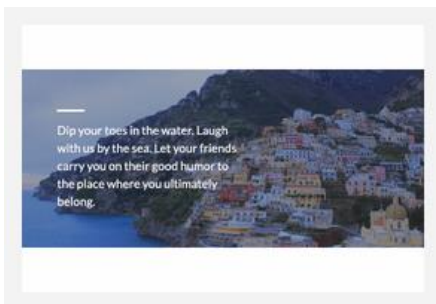 Dip your toes in the water. Laugh
with us by the sea. Let your friends
carry you on their good humor to
the place where you ultimately
belong.